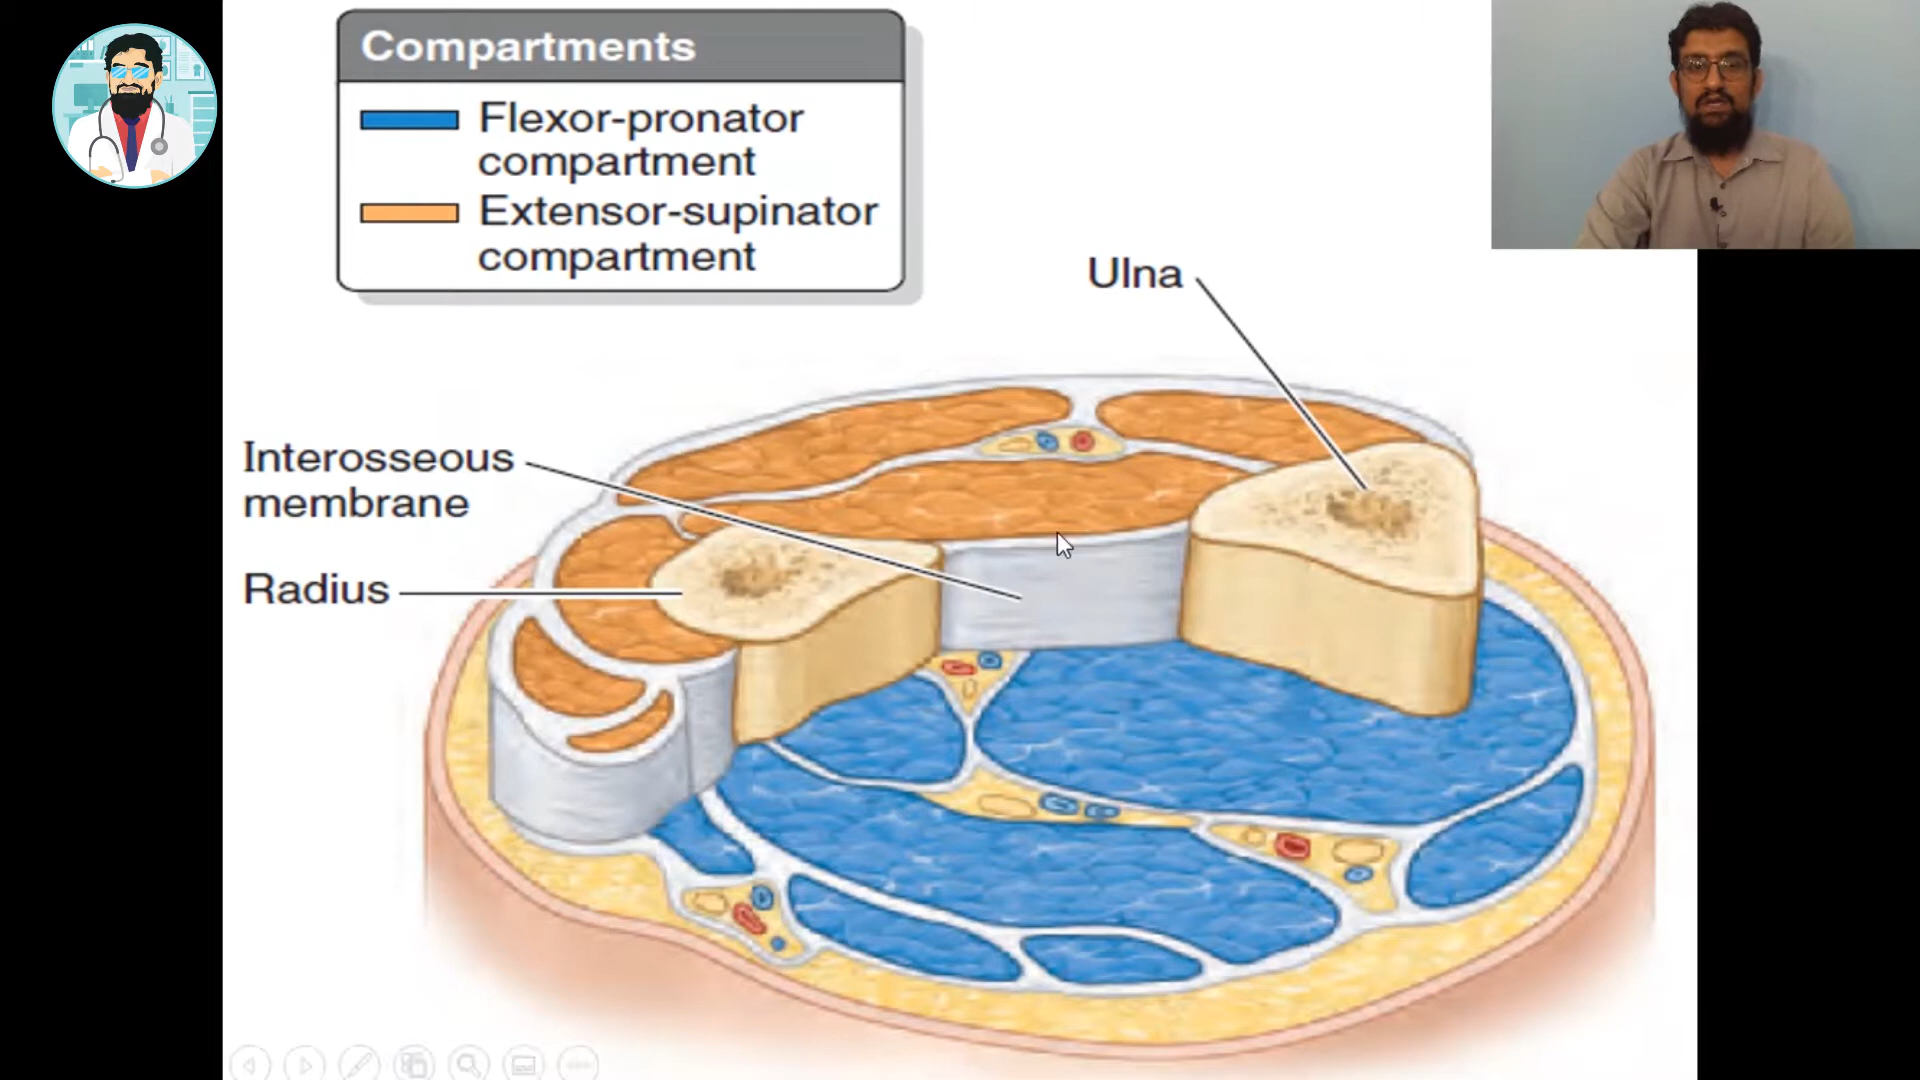 Compartments
Flexor-pronator
compartment
Extensor-supinator
compartment
Ulna
Interosseous
membrane
Radius